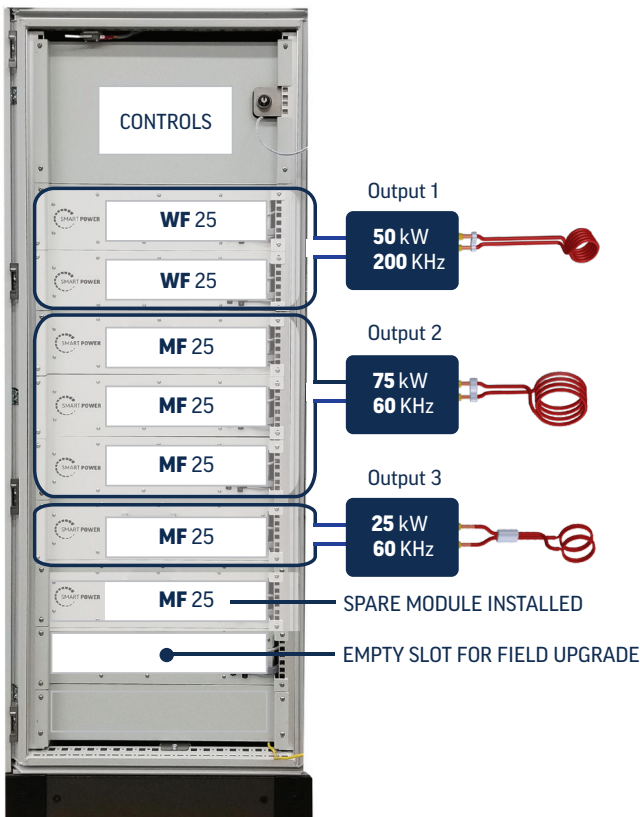 CONTROLS
SMART POWER
WF 25
SMART POWER
WF 25
SMART POWER
MF 25
SMART POWER
MF 25
SMART POWER
MF 25
SMART POWER
MF 25
SMART POWER
MF 25
Output 1
50 kW
200 KHz
Output 2
75 kW
60 KHz
Output 3
25 kW
60 KHz
SPARE MODULE INSTALLED
EMPTY SLOT FOR FIELD UPGRADE